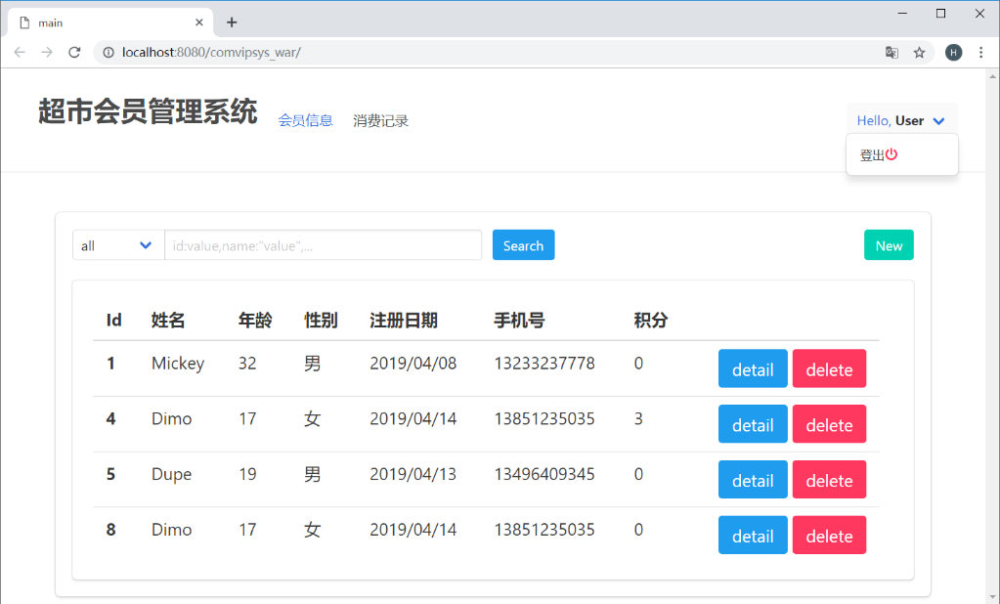 main
localhost:8080/comvipsys_war/
H
超市会员管理系统 会员信息 消费记录
Hello, User
登出
all id:value,name:"value",... Search New
Id 姓名 年龄 性别 注册日期 手机号 积分
1 Mickey 32 男 2019/04/08 13233237778 0 detail delete
4 Dimo 17 女 2019/04/14 13851235035 3 detail delete
5 Dupe 19 男 2019/04/13 13496409345 0 detail delete
8 Dimo 17 女 2019/04/14 13851235035 0 detail delete